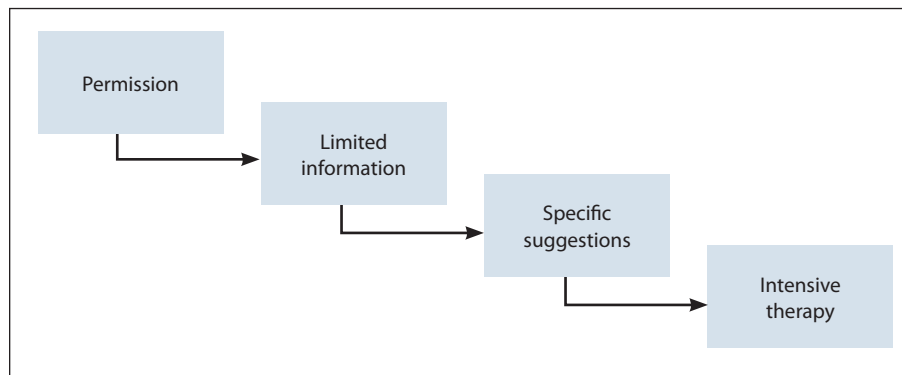 Permission
Limited
information
Specific
suggestions
Intensive
therapy